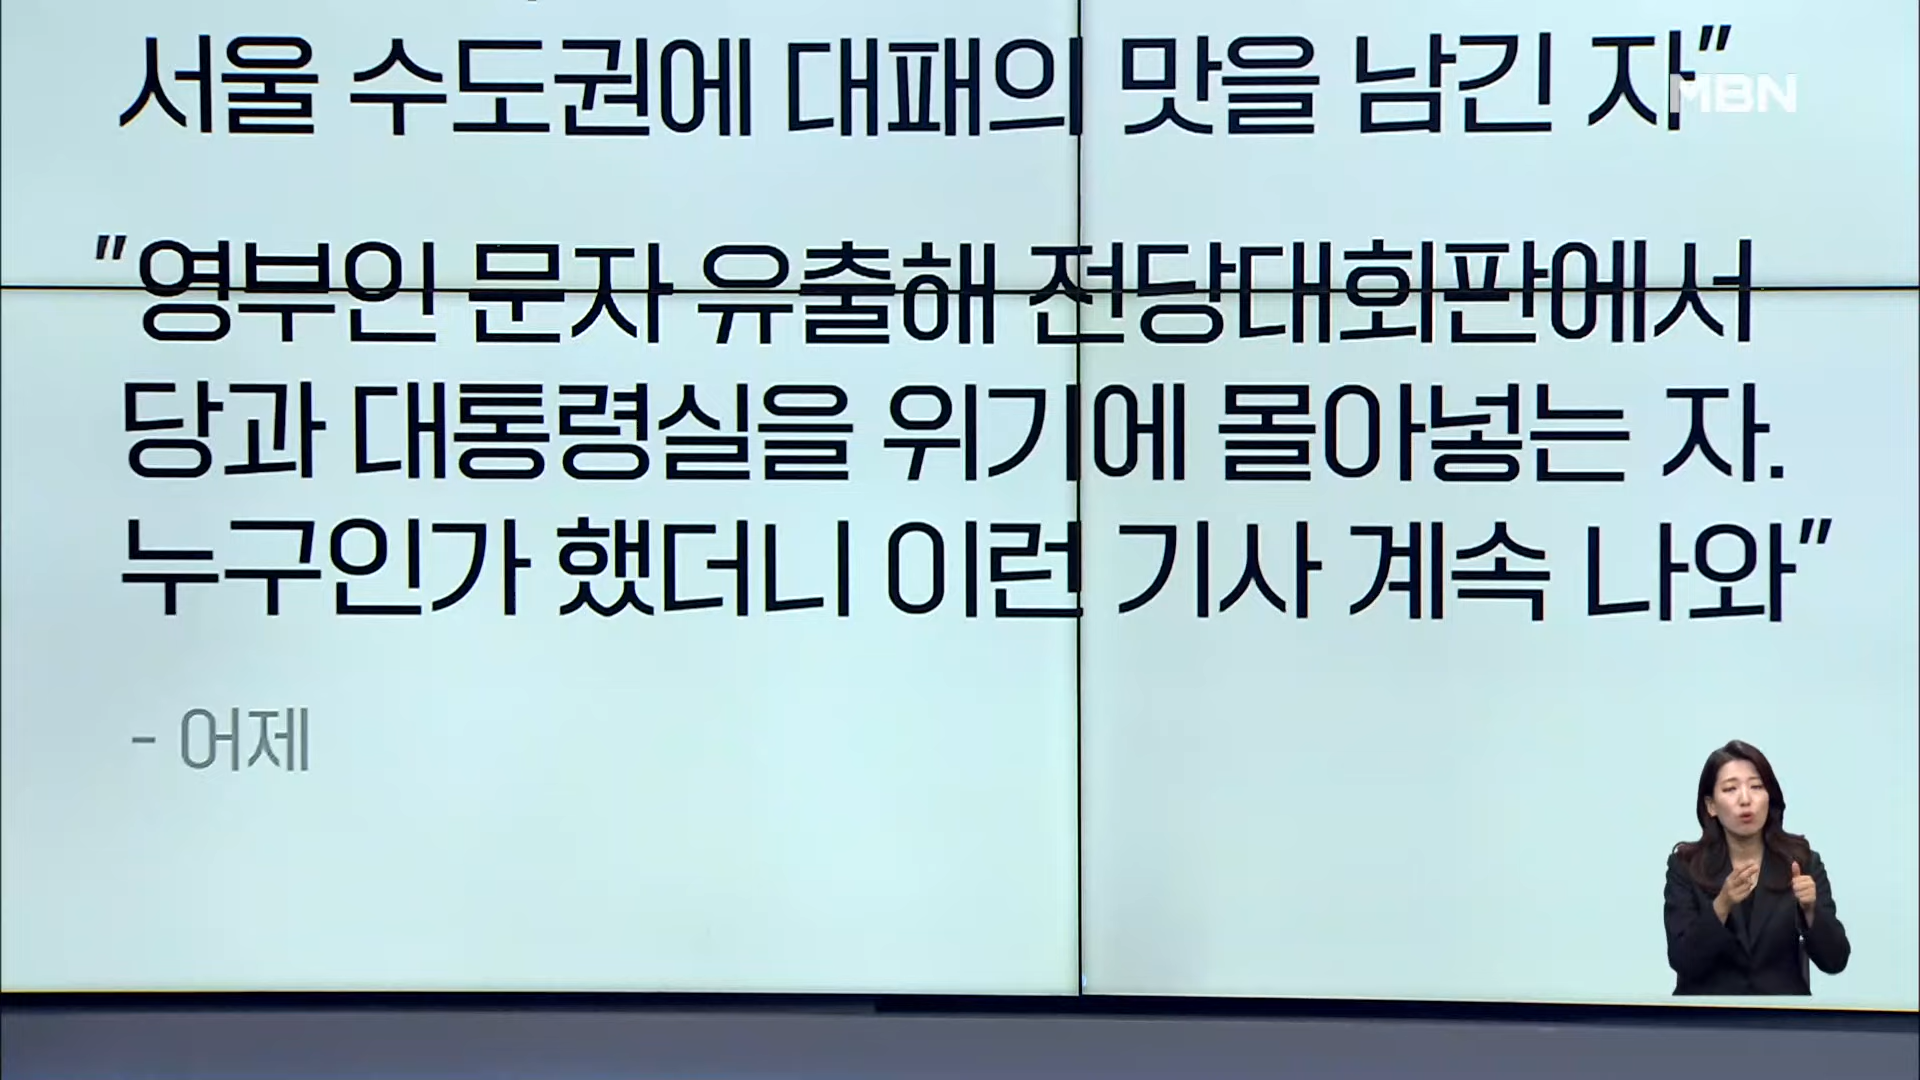 서울 수도권에 대패의 맛을 남긴 자"
MBN
"영부인 문자 유출해 전당대회판에서
당과 대통령실을 위기에 몰아넣는 자.
누구인가 했더니 이런 기사 계속 나와"
- 어제